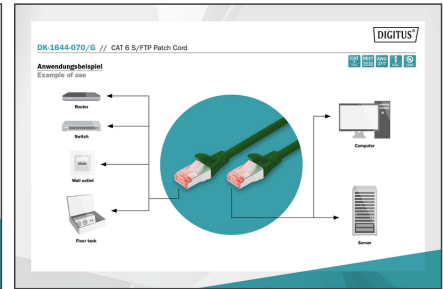 DIGITUS®
DK-1644-070/G // CAT 6 S/FTP Patch Cord
Anwendungsbeispiel
Example of use
Router
Switch
Wall outlet
Floor tank
Computer
Server